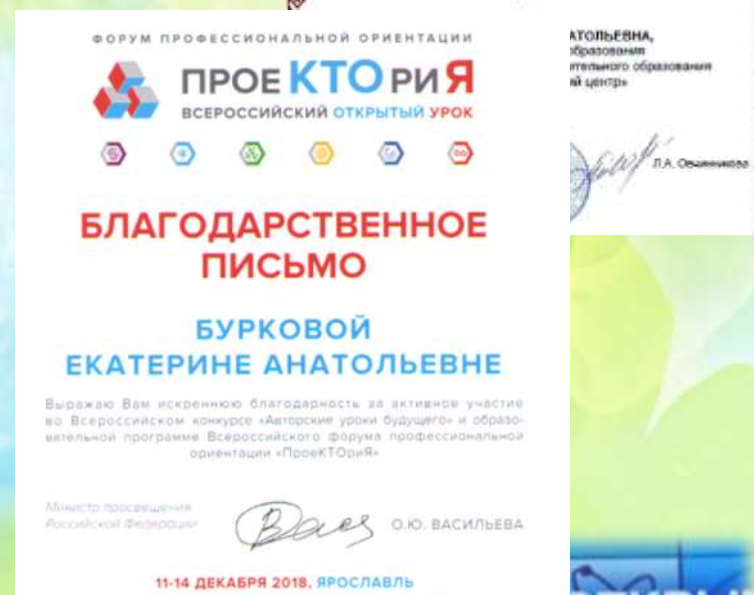 ФОРУМ ПРОФЕССИОНАЛЬНОЙ ОРИЕНТАЦИИ
ПРОЕКТОРИЯ
ВСЕРОССИЙСКИЙ ОТКРЫТЫЙ УРОК
БЛАГОДАРСТВЕННОЕ
ПИСЬМО
БУРКОВОЙ
ЕКАТЕРИНЕ АНАТОЛЬЕВНЕ
Выражаю Вам искреннюю благодарность за активное участие
во Всероссийском конкурсе «Авторские уроки будущего» и образо-
вательной программе Всероссийского форума профессиональной
ориентации «ПроеКТОриЯ»
Министр просвещения
Российской Федерации
О.Ю. ВАСИЛЬЕВА
11-14 ДЕКАБРЯ 2018, ЯРОСЛАВЛЬ
АТОЛЬЕВНА,
образования
ительного образования
ий центр»
Л.А. Овчинникова